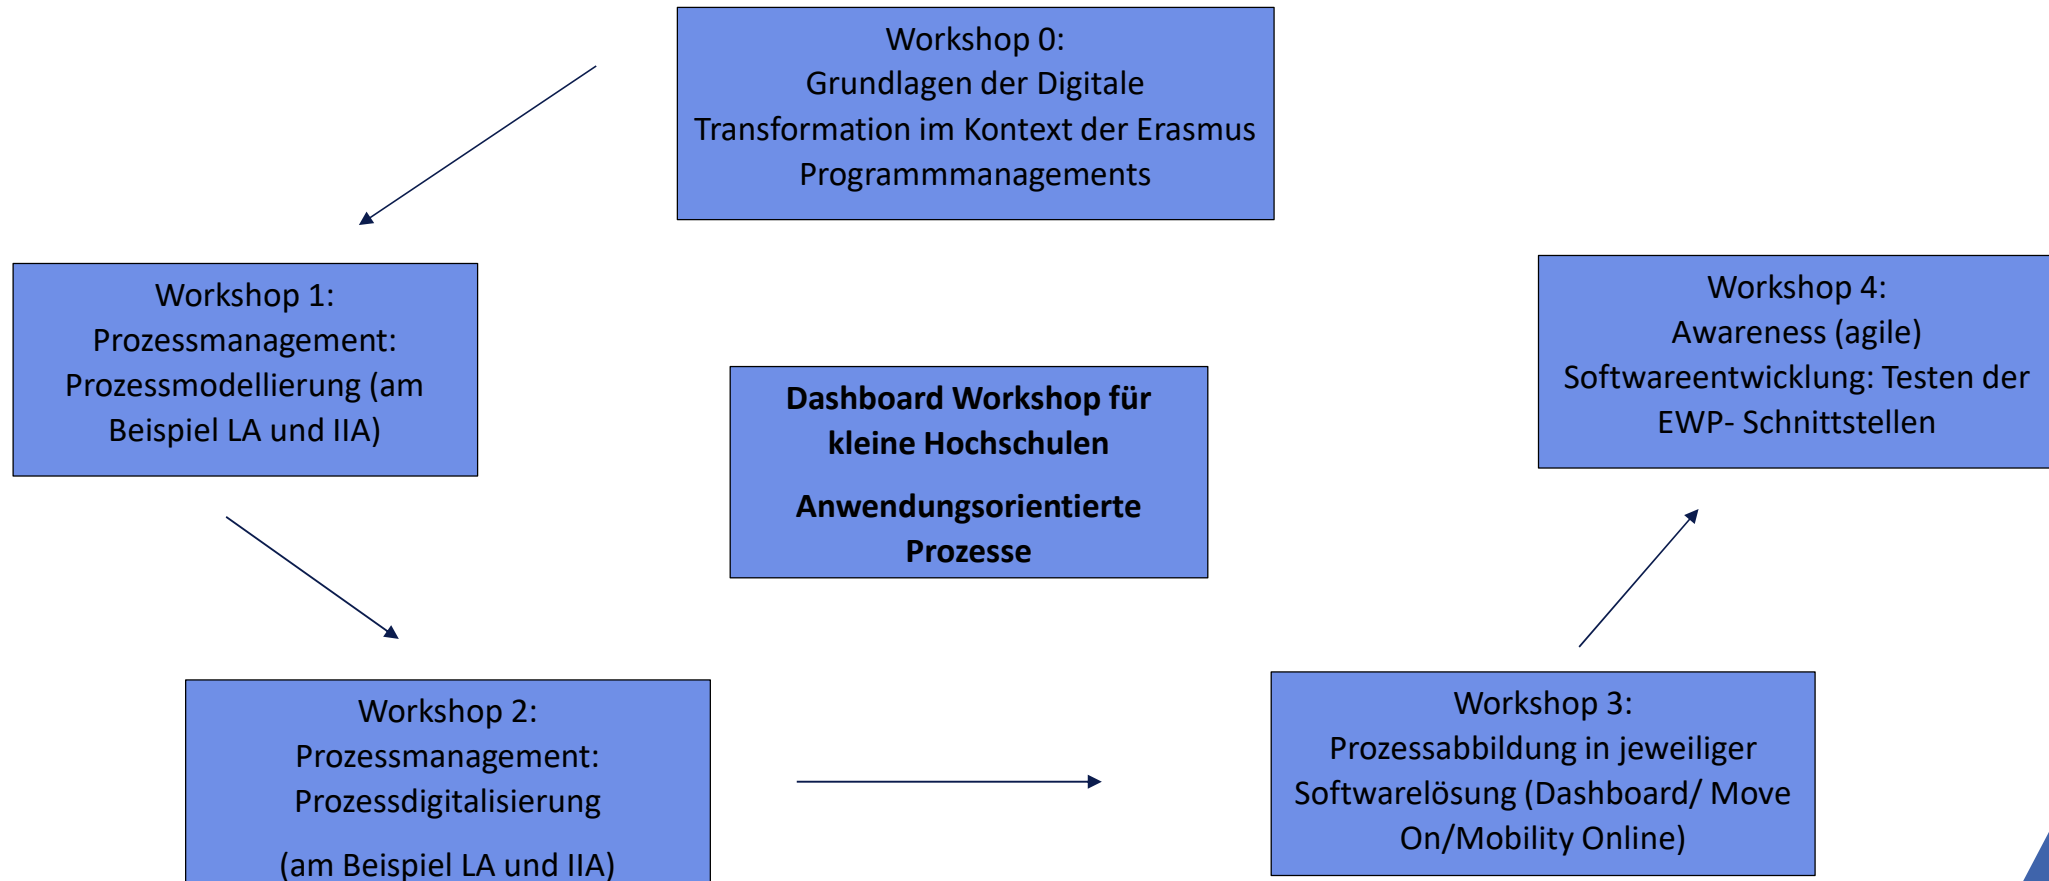 Workshop 0:
Grundlagen der Digitale
Transformation im Kontext der Erasmus
Programmmanagements
Workshop 1:
Prozessmanagement:
Prozessmodellierung (am
Beispiel LA und IIA)
Workshop 4:
Awareness (agile)
Softwareentwicklung: Testen der
EWP- Schnittstellen
Dashboard Workshop für
kleine Hochschulen
Anwendungsorientierte
Prozesse
Workshop 2:
Prozessmanagement:
Prozessdigitalisierung
(am Beispiel LA und IIA)
Workshop 3:
Prozessabbildung in jeweiliger
Softwarelösung (Dashboard/ Move
On/Mobility Online)